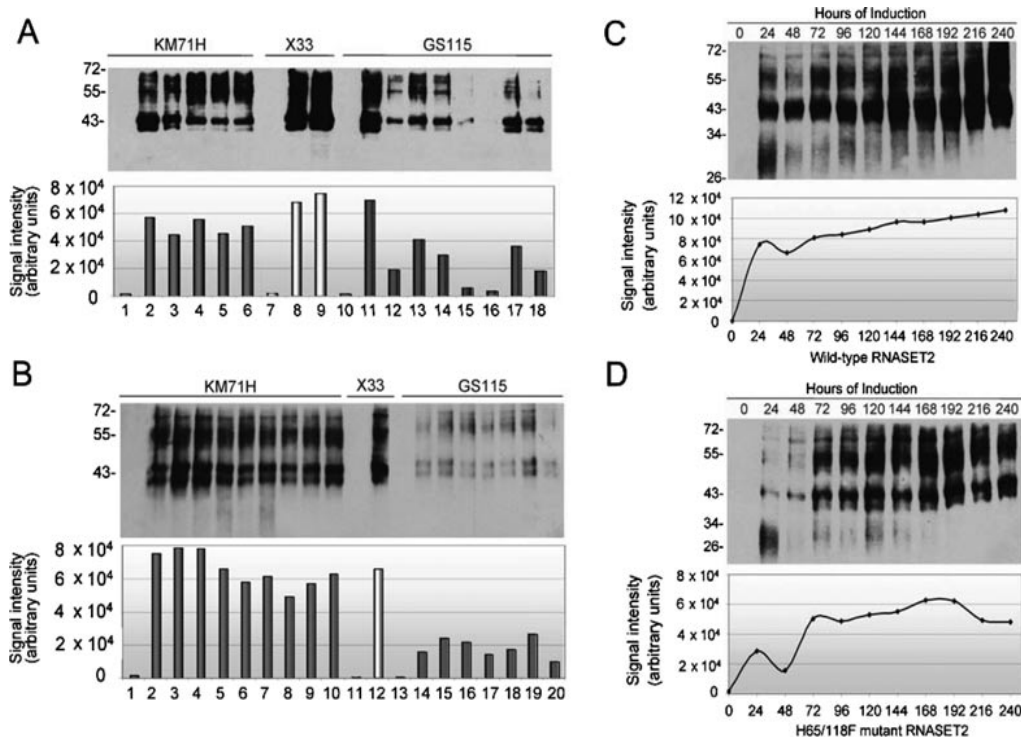 A
KM71H X33 GS115
72-
55-
43-
Signal intensity
(arbitrary units)
8 x 10⁴
6 x 10⁴
4 x 10⁴
2 x 10⁴
0
1 2 3 4 5 6 7 8 9 10 11 12 13 14 15 16 17 18
B
KM71H X33 GS115
72-
55-
43-
Signal intensity
(arbitrary units)
8 x 10⁴
6 x 10⁴
4 x 10⁴
2 x 10⁴
0
1 2 3 4 5 6 7 8 9 10 11 12 13 14 15 16 17 18 19 20
C
Hours of Induction
0 24 48 72 96 120 144 168 192 216 240
72-
55-
43-
34-
26-
Signal intensity
(arbitrary units)
12 x 10⁴
10 x 10⁴
8 x 10⁴
6 x 10⁴
4 x 10⁴
2 x 10⁴
0
0 24 48 72 96 120 144 168 192 216 240
Wild-type RNASET2
D
Hours of Induction
0 24 48 72 96 120 144 168 192 216 240
72-
55-
43-
34-
26-
Signal intensity
(arbitrary units)
8 x 10⁴
6 x 10⁴
4 x 10⁴
2 x 10⁴
0
0 24 48 72 96 120 144 168 192 216 240
H65/118F mutant RNASET2